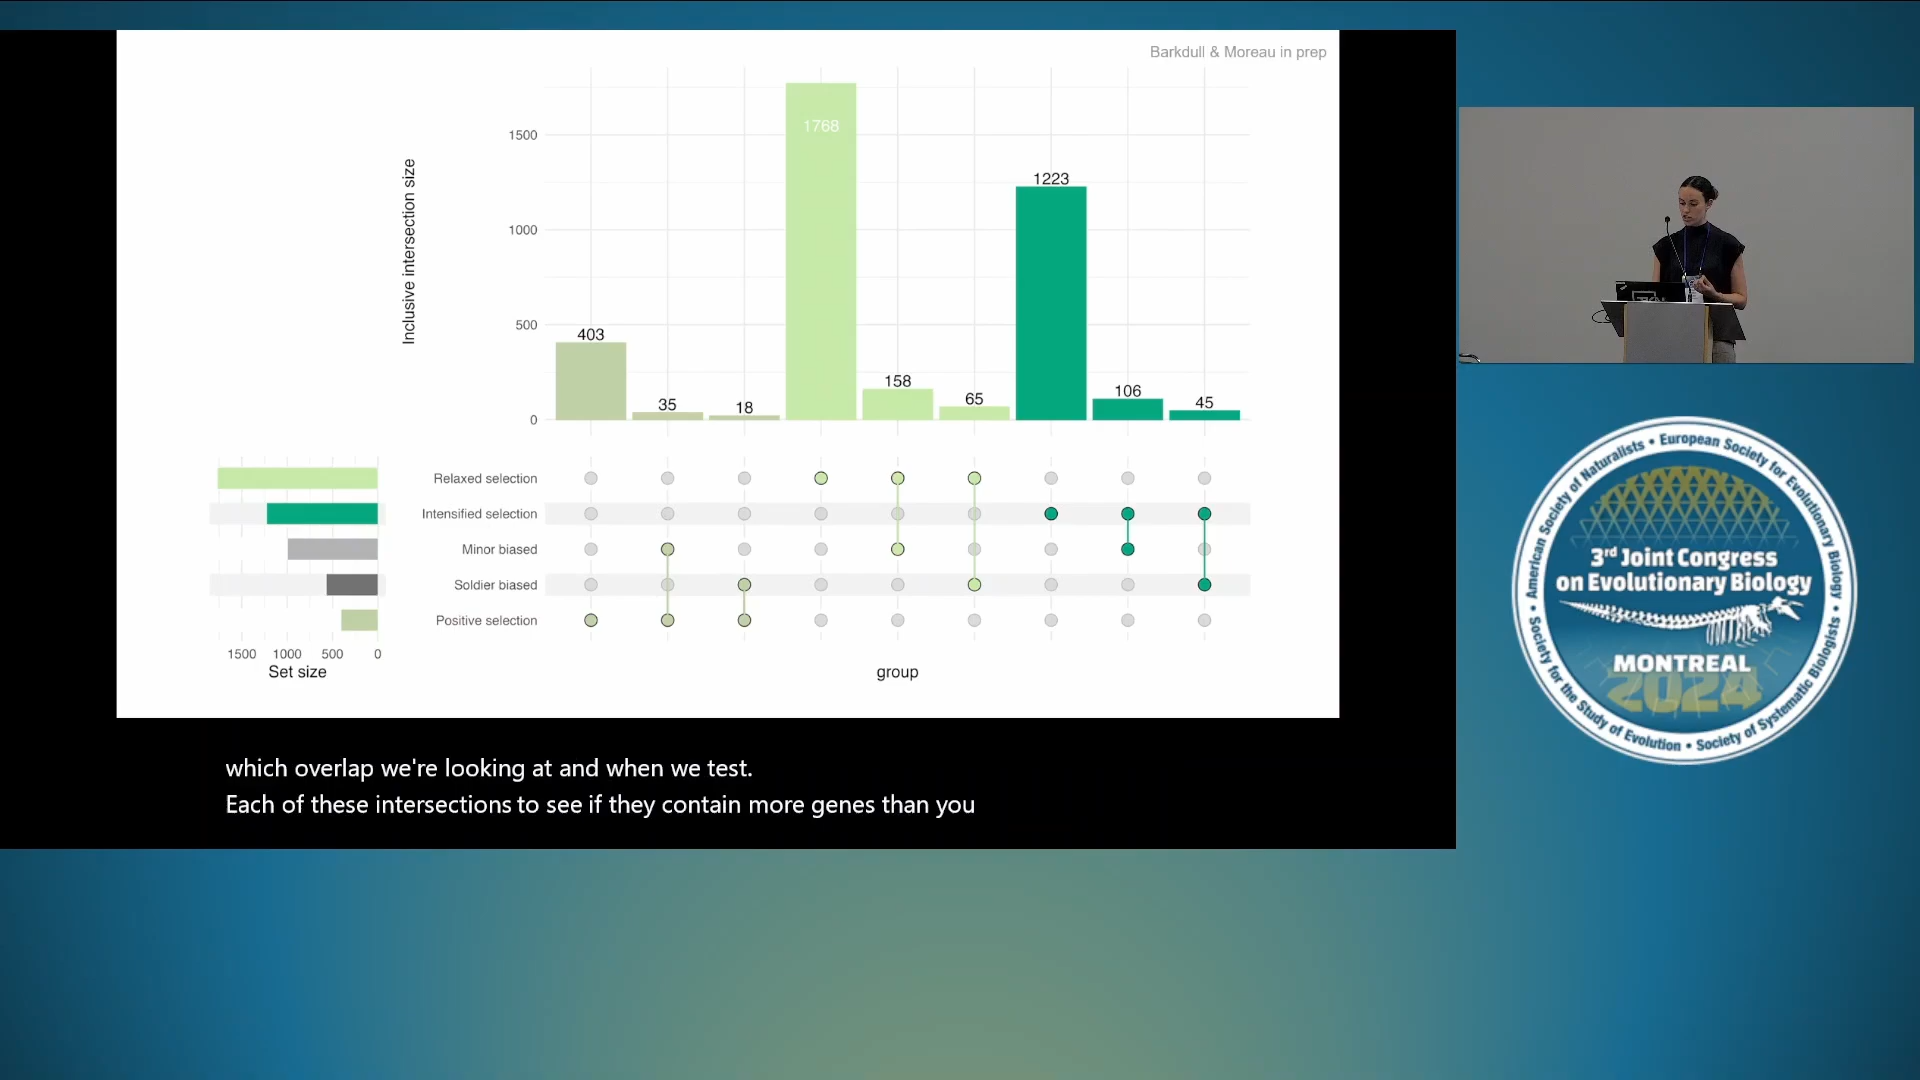 Barkdull & Moreau in prep
Inclusive intersection size
1500
1000
500
0
403
35
18
1768
158
65
1223
106
45
Relaxed selection
Intensified selection
Minor biased
Soldier biased
Positive selection
1500 1000 500 0
Set size
group
which overlap we're looking at and when we test.
Each of these intersections to see if they contain more genes than you
American Society of Naturalists • European Society for Evolutionary Biology • Society of Systematic Biologists • Society for the Study of Evolution •
3rd Joint Congress
on Evolutionary Biology
MONTREAL
2024